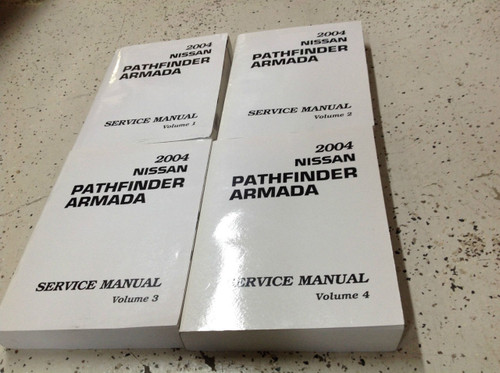 2004
NISSAN
PATHFINDER
ARMADA
SERVICE MANUAL
Volume 1
2004
NISSAN
PATHFINDER
ARMADA
SERVICE MANUAL
Volume 2
2004
NISSAN
PATHFINDER
ARMADA
SERVICE MANUAL
Volume 3
2004
NISSAN
PATHFINDER
ARMADA
SERVICE MANUAL
Volume 4